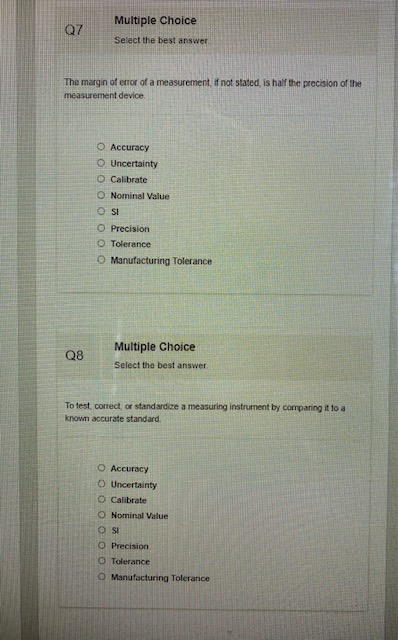 Q7
Multiple Choice
Select the best answer.
The margin of error of a measurement, if not stated, is half the precision of the
measurement device.
Accuracy
Uncertainty
Calibrate
Nominal Value
SI
Precision
Tolerance
Manufacturing Tolerance
Q8
Multiple Choice
Select the best answer.
To test, correct, or standardize a measuring instrument by comparing it to a
known accurate standard.
Accuracy
Uncertainty
Calibrate
Nominal Value
SI
Precision
Tolerance
Manufacturing Tolerance